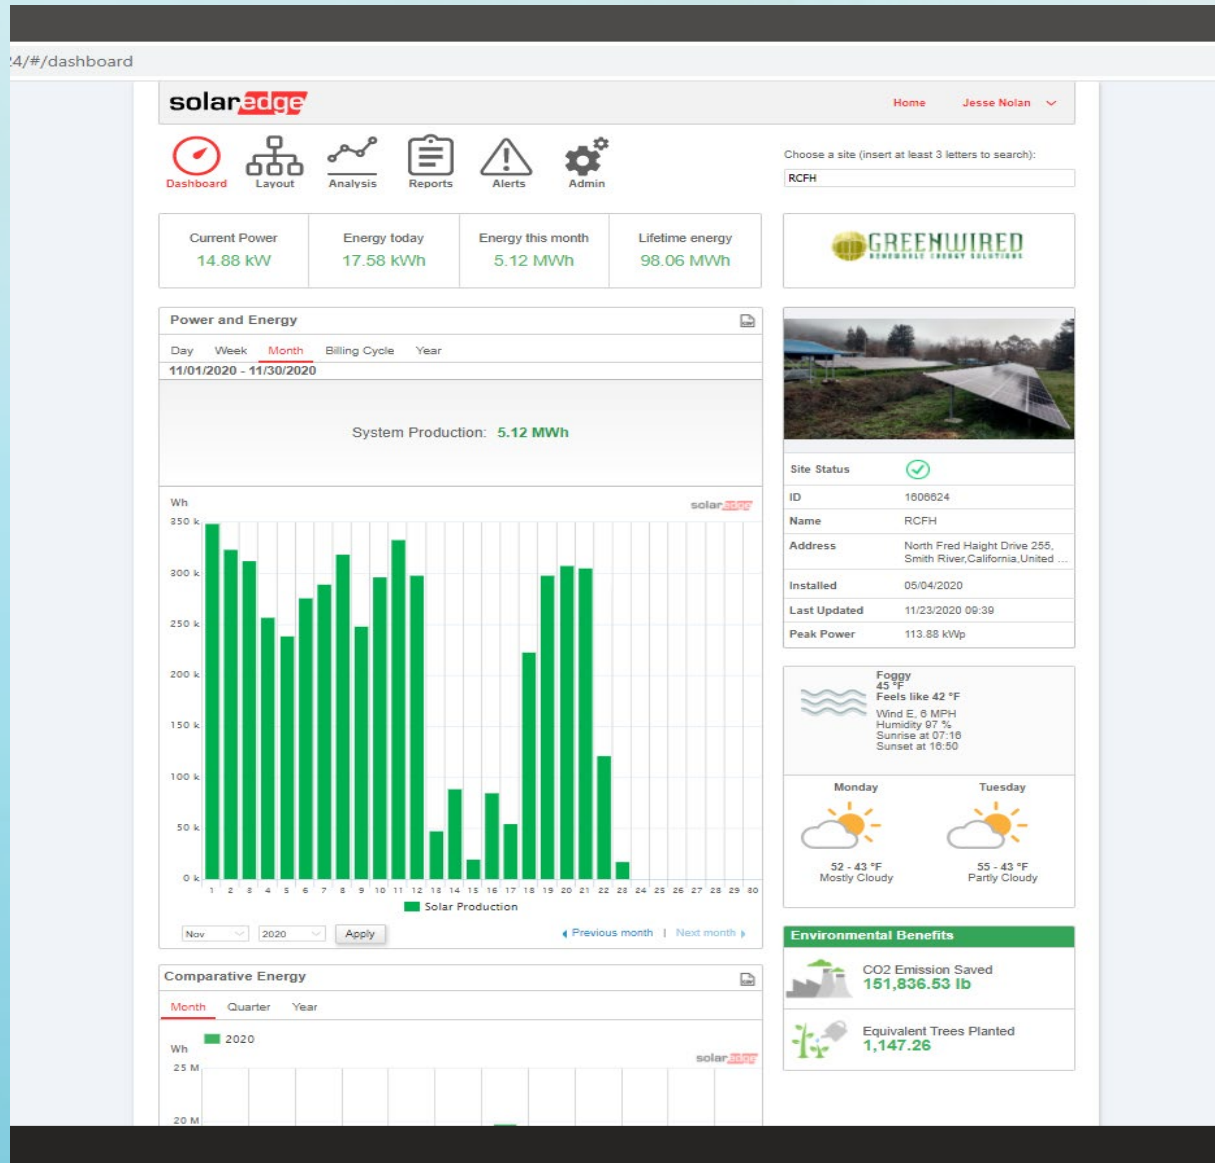 24/#/dashboard
solaredge
Home Jesse Nolan
Dashboard Layout Analysis Reports Alerts Admin
Choose a site (insert at least 3 letters to search):
RCFH
Current Power Energy today Energy this month Lifetime energy
14.88 kW 17.58 kWh 5.12 MWh 98.06 MWh
GREENWIRED
RENEWABLE ENERGY SOLUTIONS
Power and Energy
Day Week Month Billing Cycle Year
11/01/2020 - 11/30/2020
System Production: 5.12 MWh
Wh
solaredge
350 k
300 k
250 k
200 k
150 k
100 k
50 k
0 k
1 2 3 4 5 6 7 8 9 10 11 12 13 14 15 16 17 18 19 20 21 22 23 24 25 26 27 28 29 30
Solar Production
Nov 2020 Apply Previous month | Next month
Site Status
ID 1606624
Name RCFH
Address North Fred Haight Drive 255,
Smith River,California,United ...
Installed 05/04/2020
Last Updated 11/23/2020 09:39
Peak Power 113.88 kWp
Foggy
45 °F
Feels like 42 °F
Wind E, 6 MPH
Humidity 97 %
Sunrise at 07:16
Sunset at 16:50
Monday Tuesday
52 - 43 °F 55 - 43 °F
Mostly Cloudy Partly Cloudy
Environmental Benefits
CO2 Emission Saved
151,836.53 lb
Equivalent Trees Planted
1,147.26
Comparative Energy
Month Quarter Year
2020
Wh
solaredge
25 M
20 M